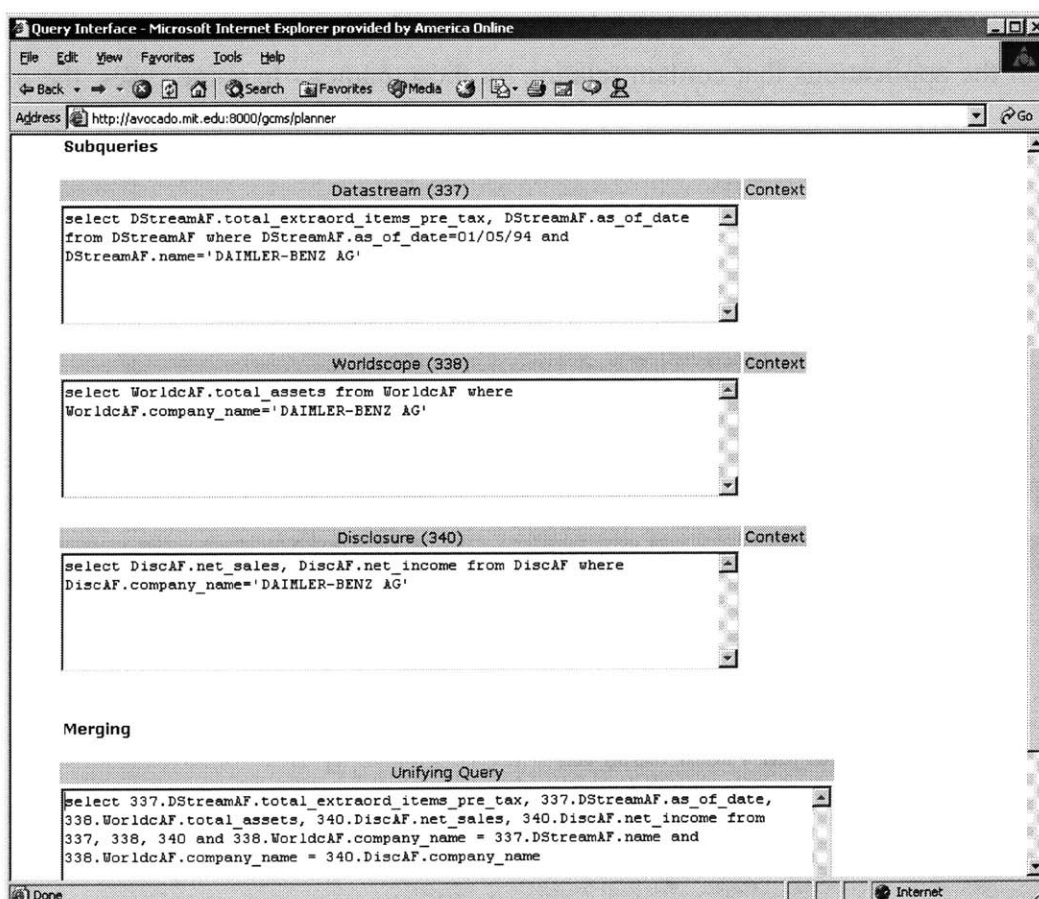 Query Interface - Microsoft Internet Explorer provided by America Online
File Edit View Favorites Tools Help
Back Search Favorites Media
Address http://avocado.mit.edu:8000/gcms/planner Go
Subqueries
Datastream (337) Context
select DStreamAF.total_extraord_items_pre_tax, DStreamAF.as_of_date
from DStreamAF where DStreamAF.as_of_date=01/05/94 and
DStreamAF.name='DAIMLER-BENZ AG'
Worldscope (338) Context
select WorldcAF.total_assets from WorldcAF where
WorldcAF.company_name='DAIMLER-BENZ AG'
Disclosure (340) Context
select DiscAF.net_sales, DiscAF.net_income from DiscAF where
DiscAF.company_name='DAIMLER-BENZ AG'
Merging
Unifying Query
select 337.DStreamAF.total_extraord_items_pre_tax, 337.DStreamAF.as_of_date,
338.WorldcAF.total_assets, 340.DiscAF.net_sales, 340.DiscAF.net_income from
337, 338, 340 and 338.WorldcAF.company_name = 337.DStreamAF.name and
338.WorldcAF.company_name = 340.DiscAF.company_name
Done Internet